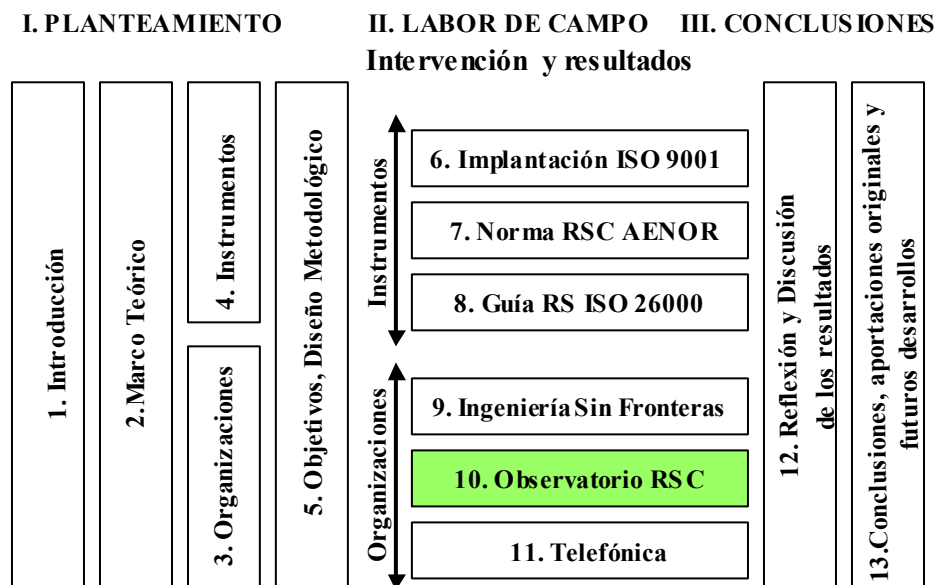 I. PLANTEAMIENTO
II. LABOR DE CAMPO
III. CONCLUSIONES
Intervención y resultados
1. Introducción
2.Marco Teórico
4. Instrumentos
3. Organizaciones
5. Objetivos, Diseño Metodológico
Instrumentos
6. Implantación ISO 9001
7. Norma RSC AENOR
8. Guía RS ISO 26000
Organizaciones
9. Ingeniería Sin Fronteras
10. Observatorio RSC
11. Telefónica
12. Reflexión y Discusión
de los resultados
13.Conclusiones, aportaciones originales y
futuros desarrollos